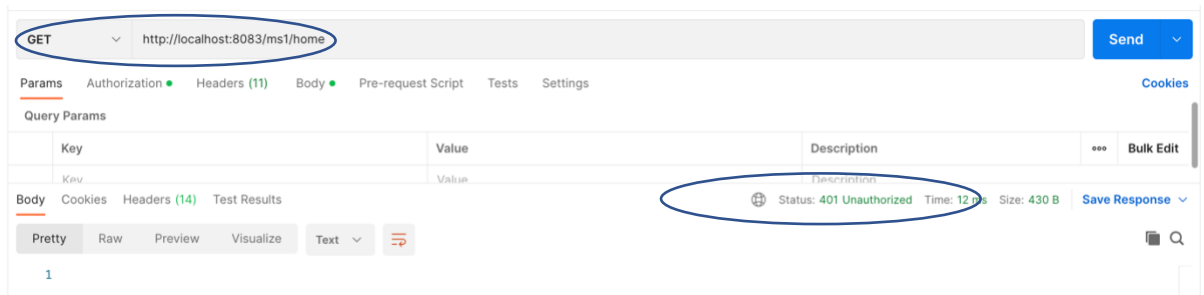 GET http://localhost:8083/ms1/home Send
Params Authorization Headers (11) Body Pre-request Script Tests Settings Cookies
Query Params
Key Value Description ooo Bulk Edit
Key Value Description
Body Cookies Headers (14) Test Results Status: 401 Unauthorized Time: 12 ms Size: 430 B Save Response
Pretty Raw Preview Visualize Text
1